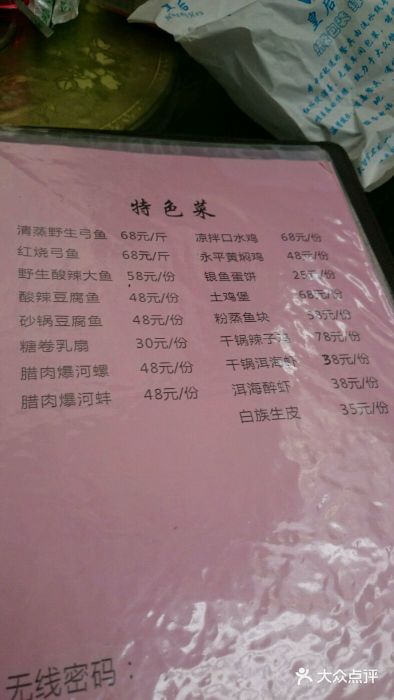 特色菜
清蒸野生弓鱼 68元/斤 凉拌口水鸡 68元/份
红烧弓鱼 68元/斤 永平黄焖鸡 48元/份
野生酸辣大鱼 58元/份 银鱼蛋饼 25元/份
酸辣豆腐鱼 48元/份 土鸡堡 68元/份
砂锅豆腐鱼 48元/份 粉蒸鱼块 58元/份
糖卷乳扇 30元/份 干锅辣子鸡 78元/份
腊肉爆河螺 48元/份 干锅洱海虾 38元/份
腊肉爆河蚌 48元/份 洱海醉虾 38元/份
白族生皮 35元/份
无线密码：
大众点评